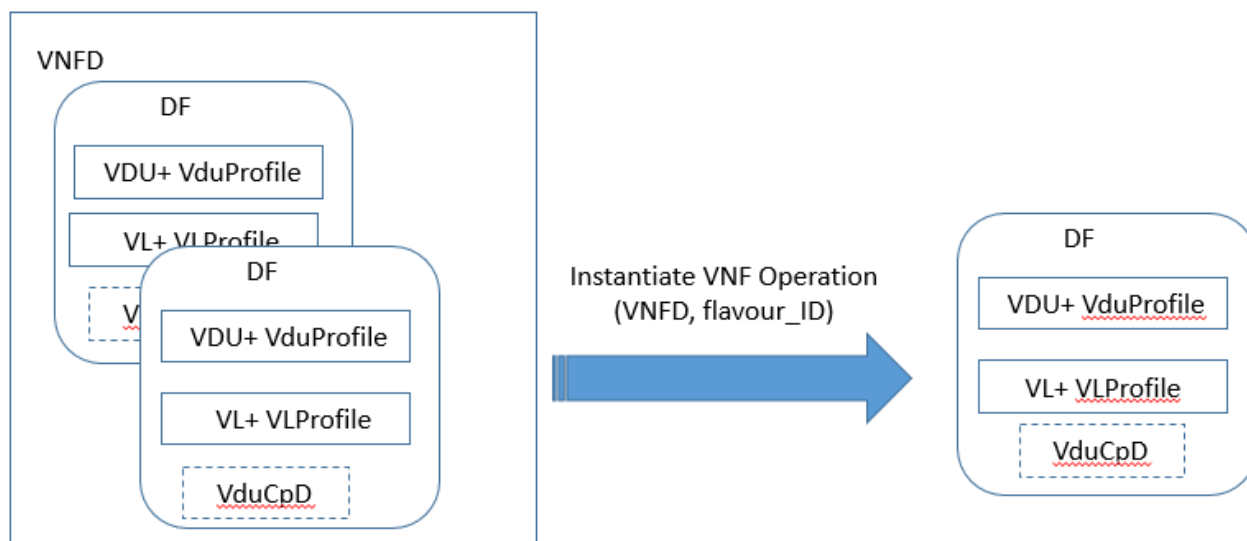 VNFD
DF
VDU+ VduProfile
VL+ VLProfile
V
DF
VDU+ VduProfile
VL+ VLProfile
VduCpD
Instantiate VNF Operation
(VNFD, flavour_ID)
DF
VDU+ VduProfile
VL+ VLProfile
VduCpD